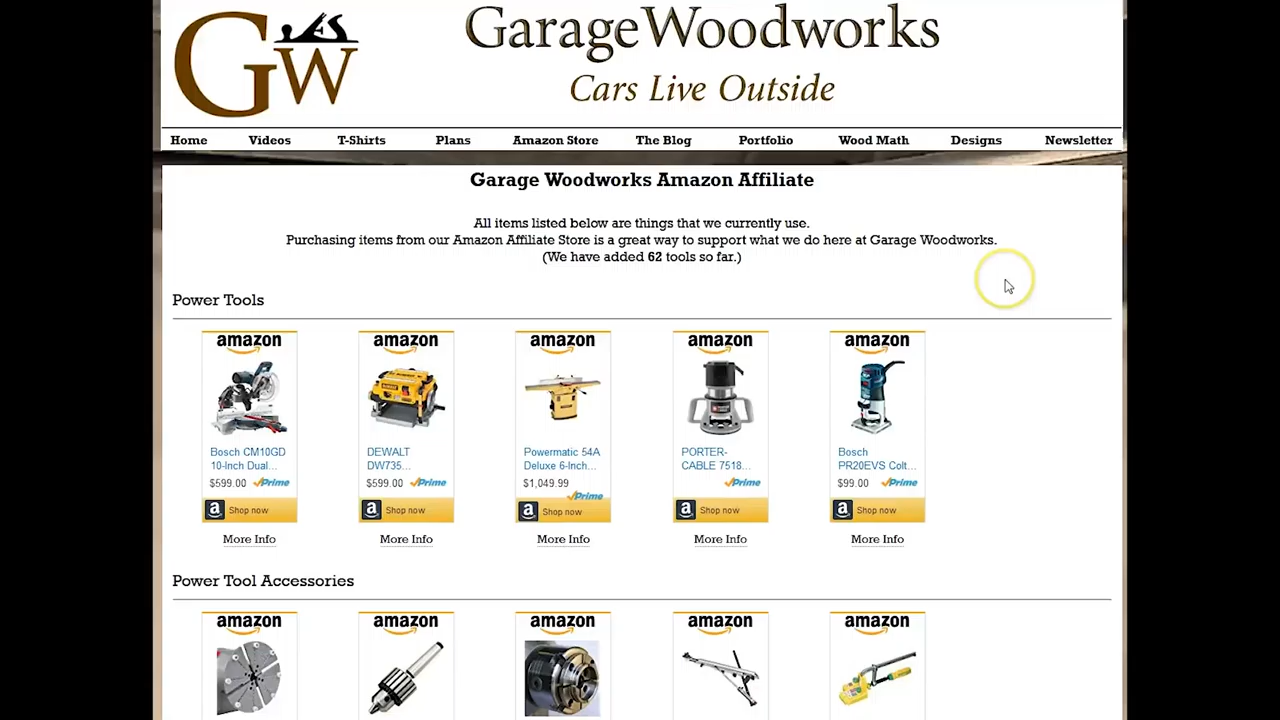 GW
GarageWoodworks
Cars Live Outside
Home Videos T-Shirts Plans Amazon Store The Blog Portfolio Wood Math Designs Newsletter
Garage Woodworks Amazon Affiliate
All items listed below are things that we currently use.
Purchasing items from our Amazon Affiliate Store is a great way to support what we do here at Garage Woodworks.
(We have added 62 tools so far.)
Power Tools
amazon amazon amazon amazon amazon
Bosch CM10GD DEWALT Powermatic 54A PORTER- Bosch
10-Inch Dual... DW735... Deluxe 6-Inch... CABLE 7518... PR20EVS Colt...
$599.00 Prime $599.00 Prime $1,049.99 Prime $99.00 Prime
Prime
a Shop now a Shop now a Shop now a Shop now a Shop now
More Info More Info More Info More Info More Info
Power Tool Accessories
amazon amazon amazon amazon amazon